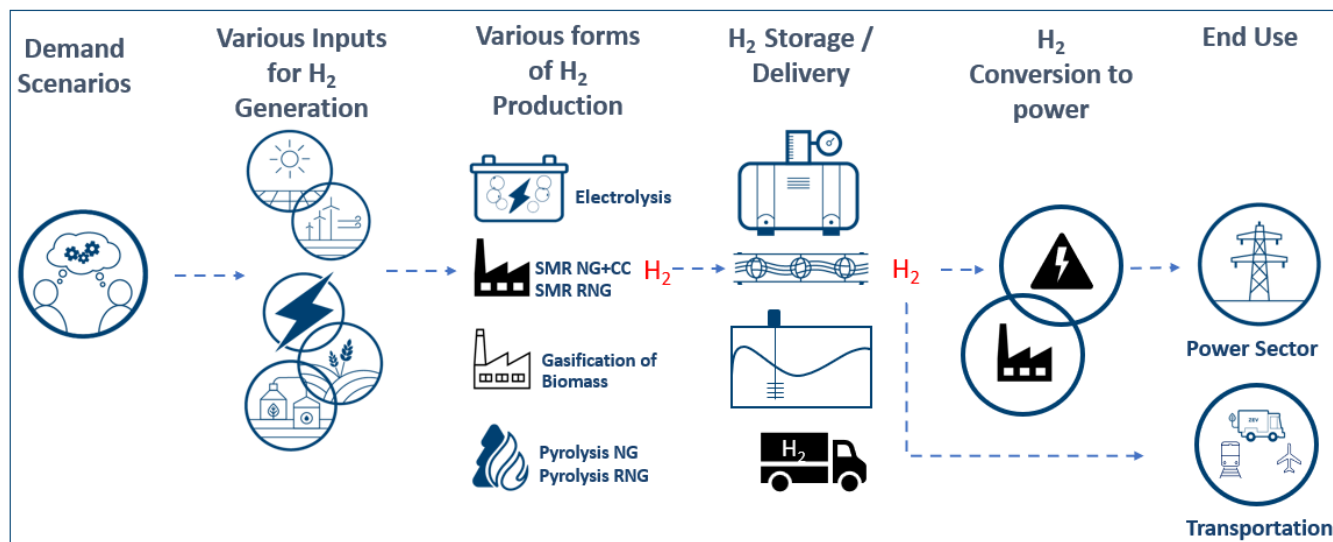 Demand
Scenarios
Various Inputs
for H₂
Generation
Various forms
of H₂
Production
H₂ Storage /
Delivery
H₂
Conversion to
power
End Use
Electrolysis
SMR NG+CC
SMR RNG
H₂
H₂
Gasification of
Biomass
Pyrolysis NG
Pyrolysis RNG
H₂
Power Sector
ZEV
Transportation